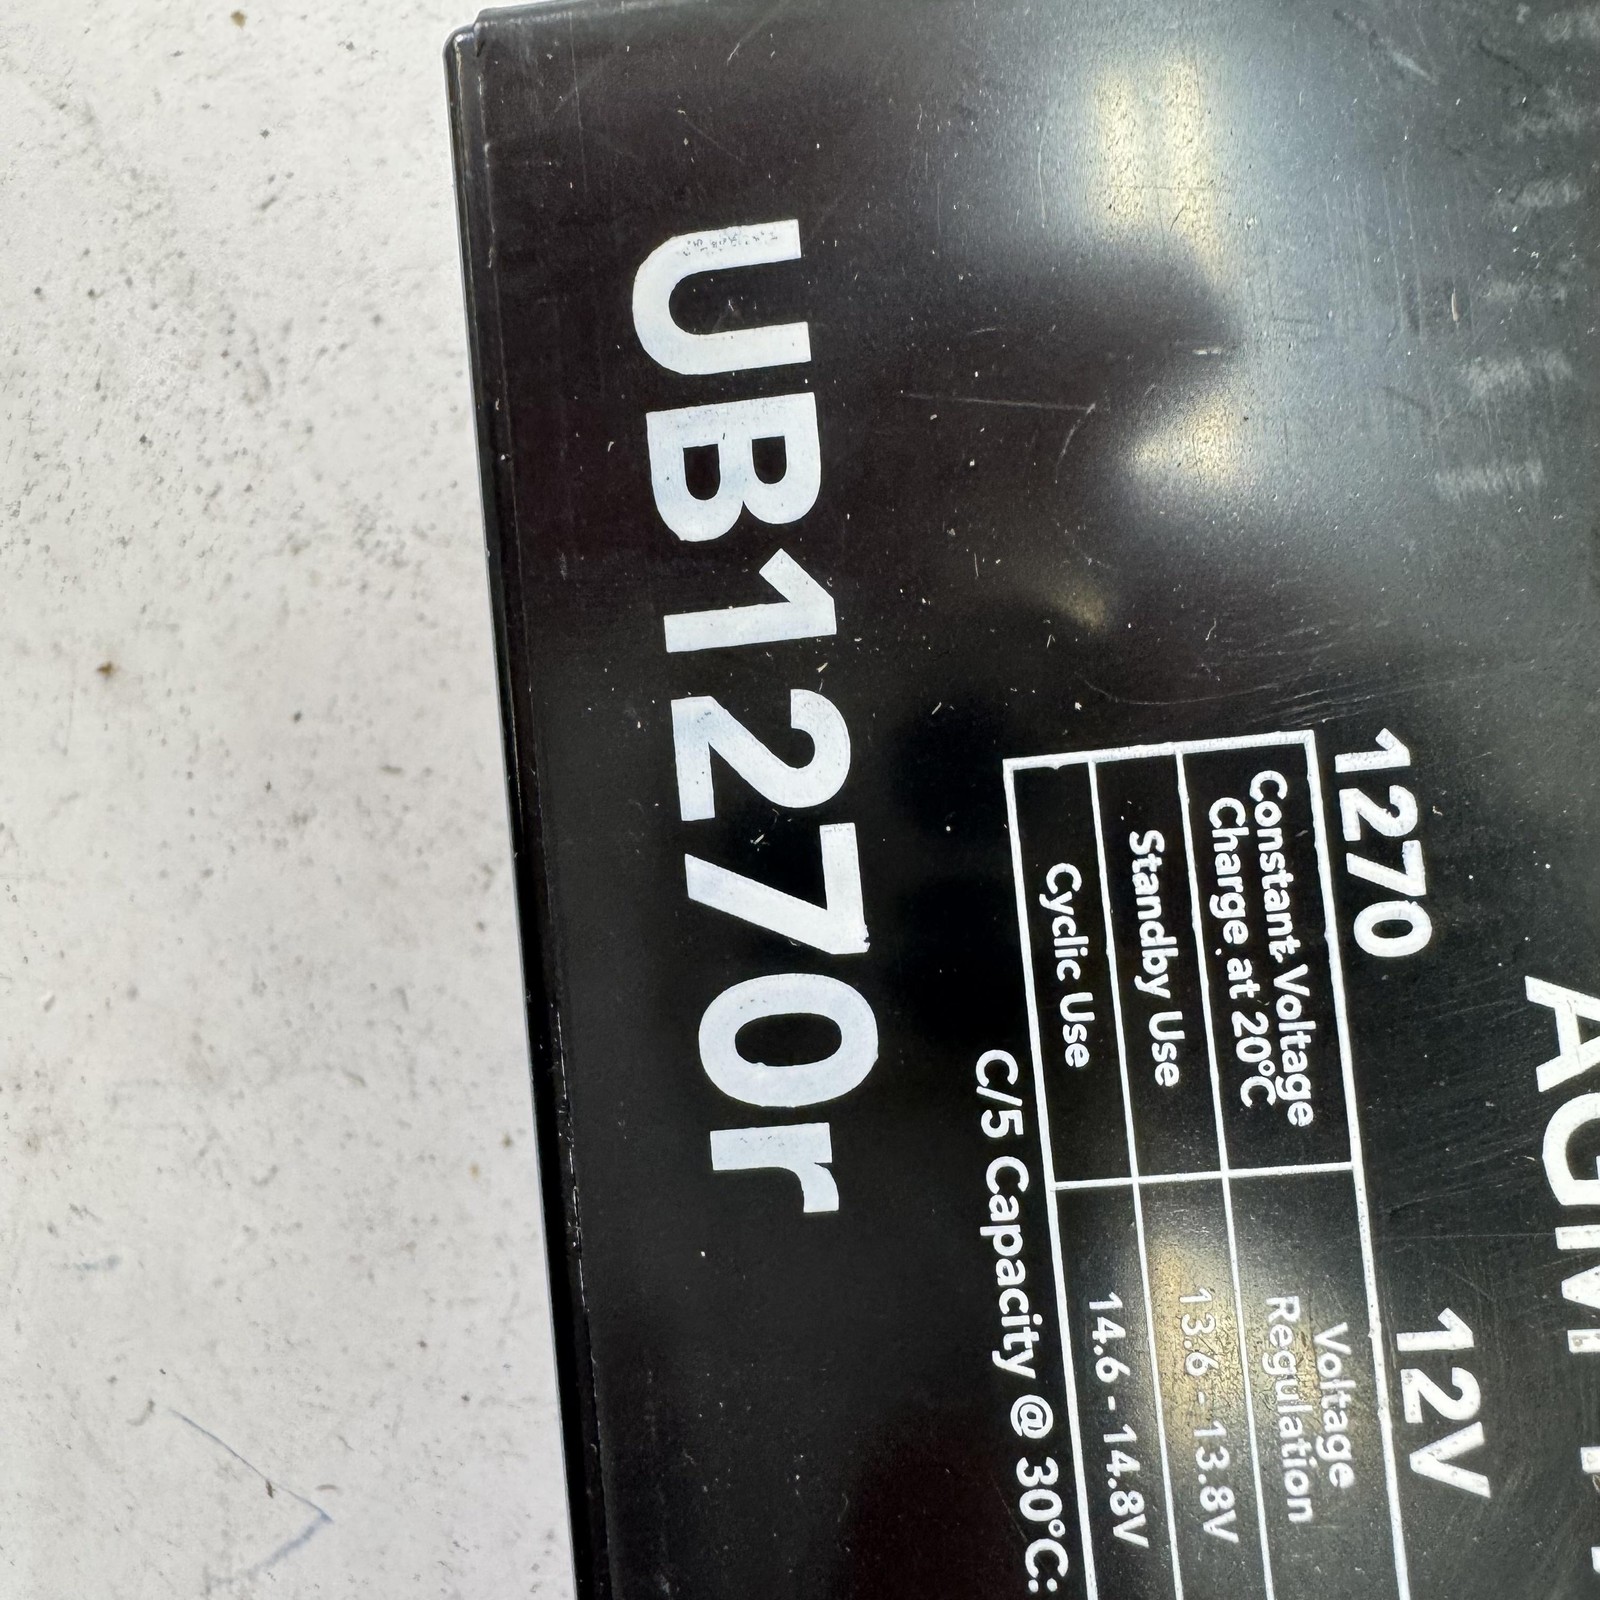 AGM
1270 12V
Constant Voltage
Charge at 20°C
Voltage
Regulation
Standby Use 13.6 - 13.8V
Cyclic Use 14.6 - 14.8V
C/5 Capacity @ 30°C:
UB1270r